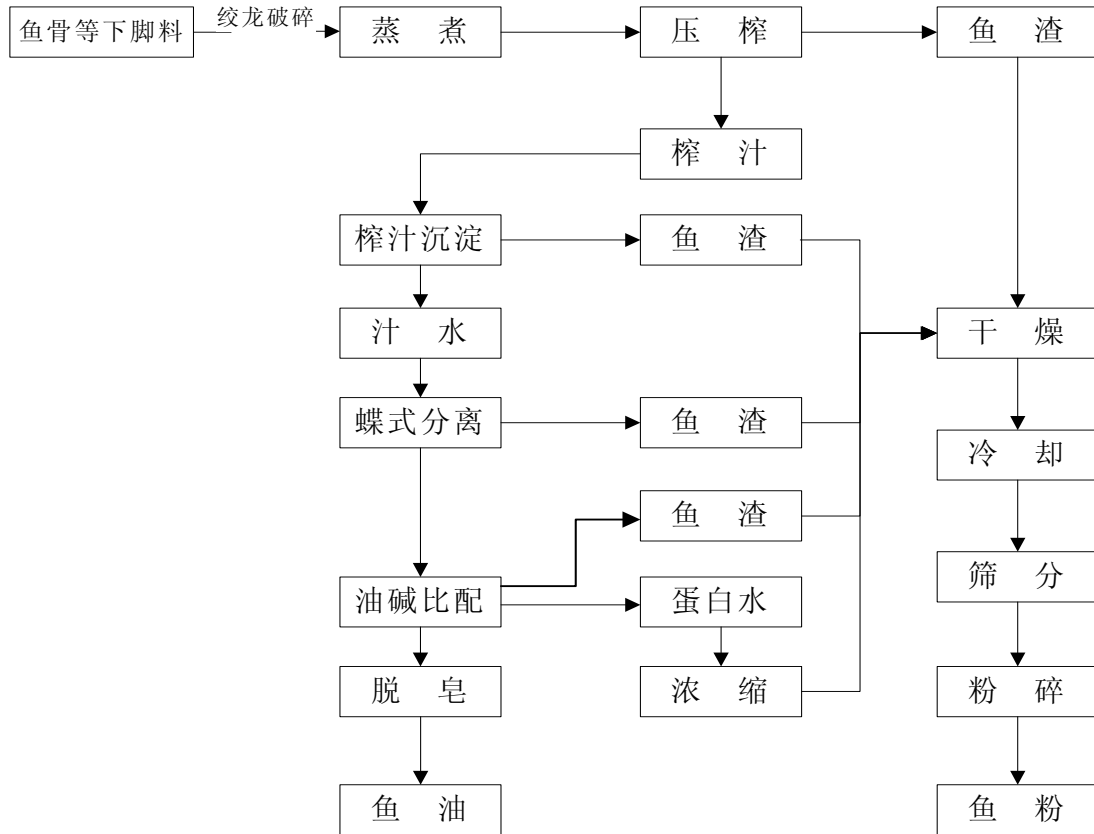 鱼骨等下脚料
绞龙破碎
蒸 煮
压 榨
鱼 渣
榨 汁
榨汁沉淀
鱼 渣
汁 水
干 燥
蝶式分离
鱼 渣
冷 却
鱼 渣
筛 分
油碱比配
蛋白水
脱 皂
浓 缩
粉 碎
鱼 油
鱼 粉